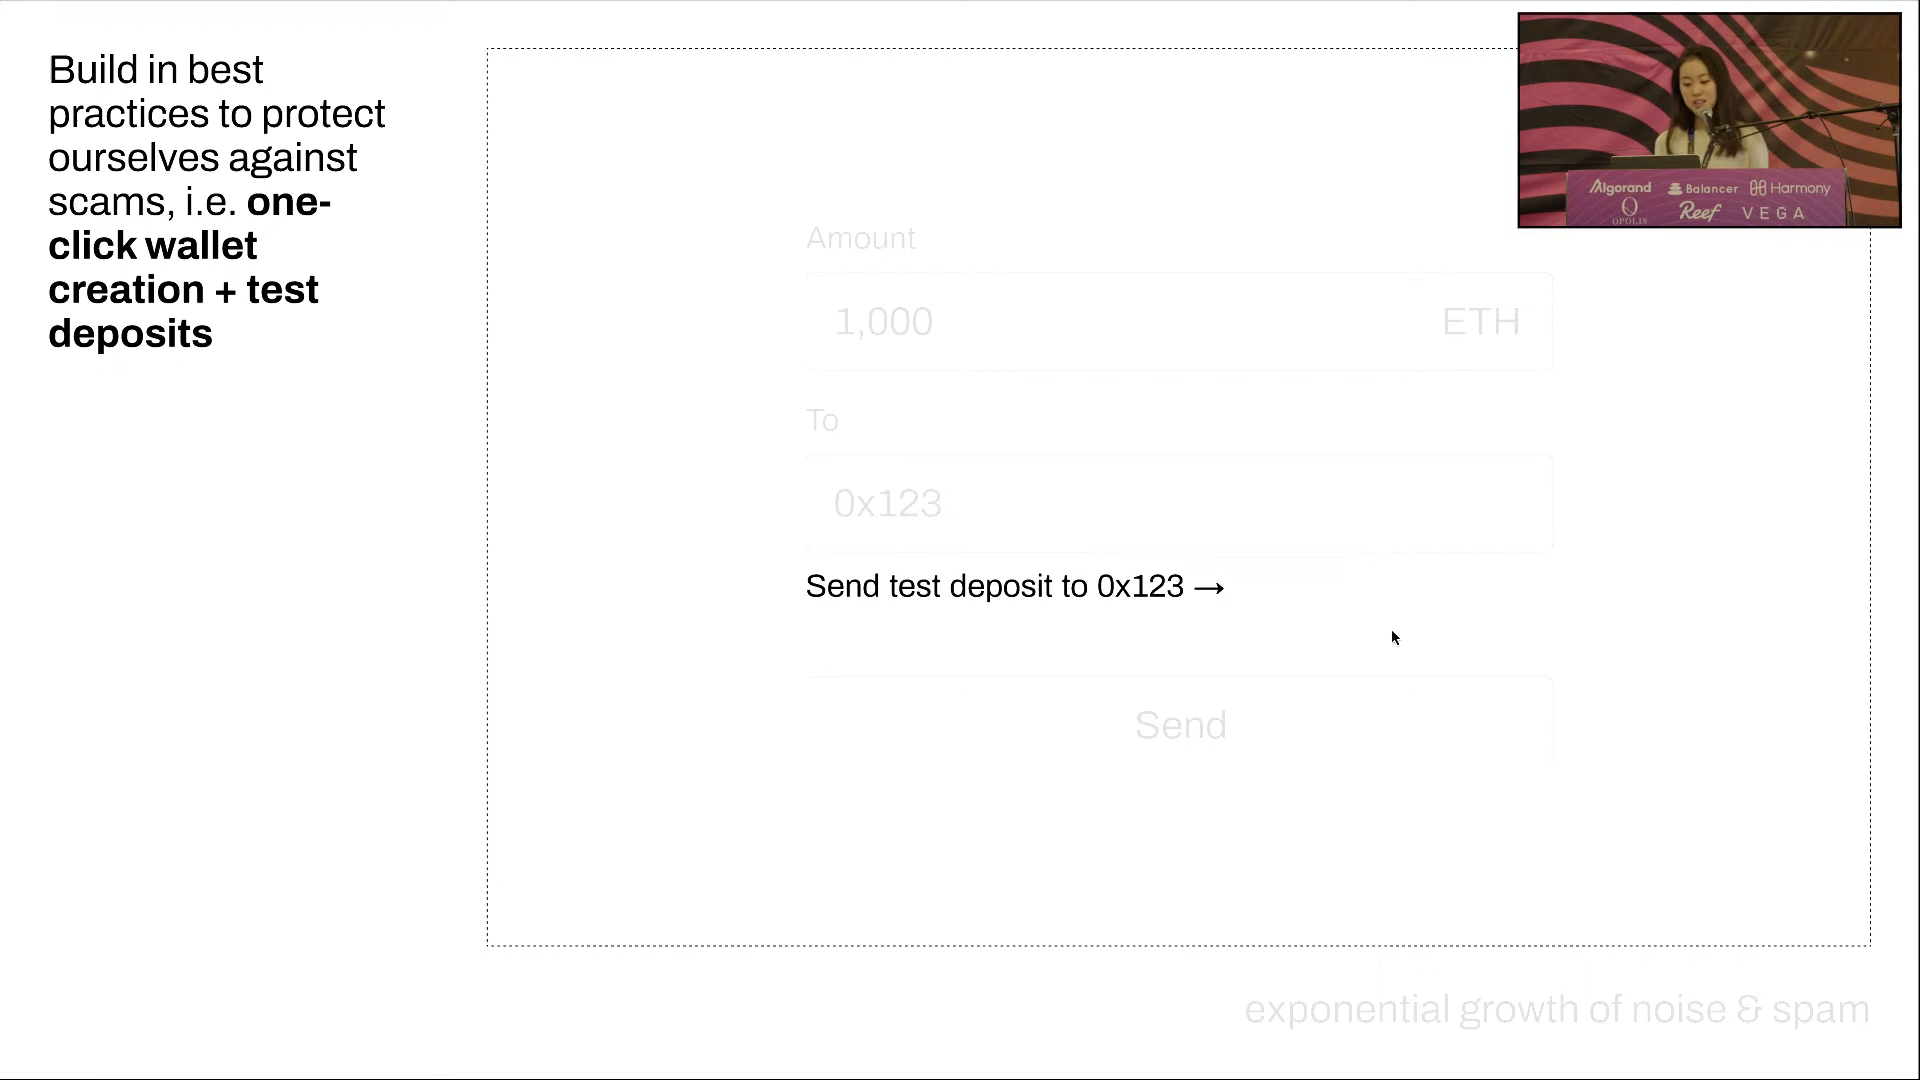 Build in best
practices to protect
ourselves against
scams, i.e. one-
click wallet
creation + test
deposits
Amount
1,000 ETH
To
0x123
Send test deposit to 0x123 →
Send
exponential growth of noise & spam
Algorand Balancer Harmony
OPOLIS Reef VEGA